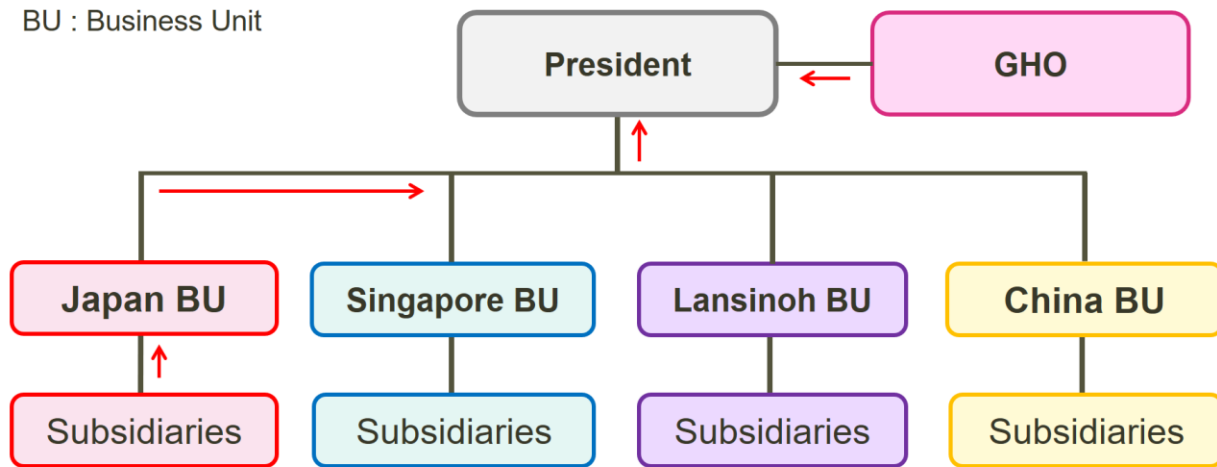 BU : Business Unit
President
GHO
Japan BU
Singapore BU
Lansinoh BU
China BU
Subsidiaries
Subsidiaries
Subsidiaries
Subsidiaries